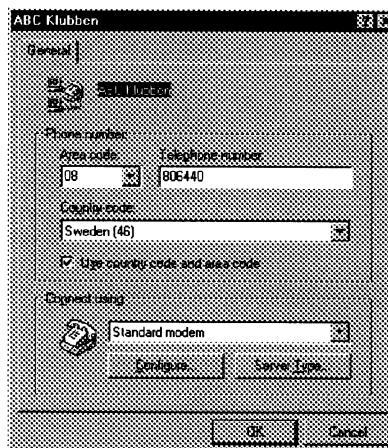 ABC Klubben
General
ABC Klubben
Phone number:
Area code: Telephone number:
08 806440
Country code:
Sweden (46)
Use country code and area code
Connect using:
Standard modem
Configure... Server Type...
OK Cancel